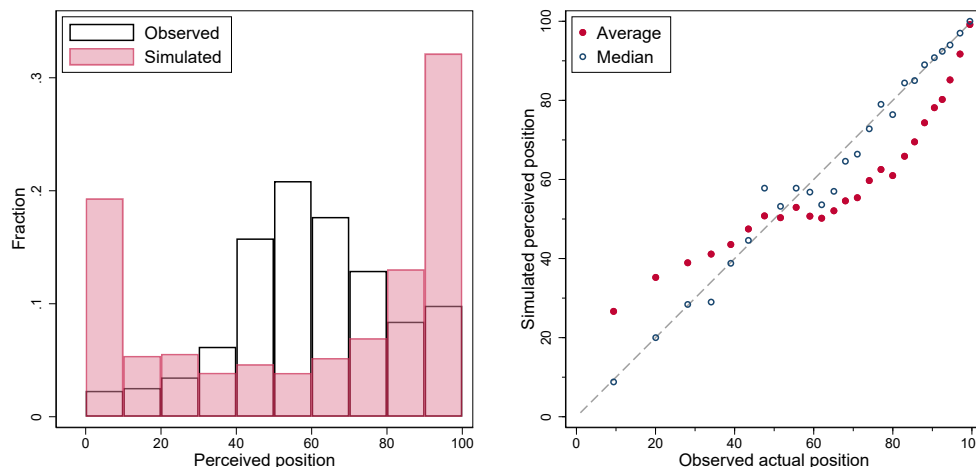 Observed
Simulated
Fraction
0
.1
.2
.3
0
20
40
60
80
100
Perceived position
Average
Median
Simulated perceived position
0
20
40
60
80
100
0
20
40
60
80
100
Observed actual position